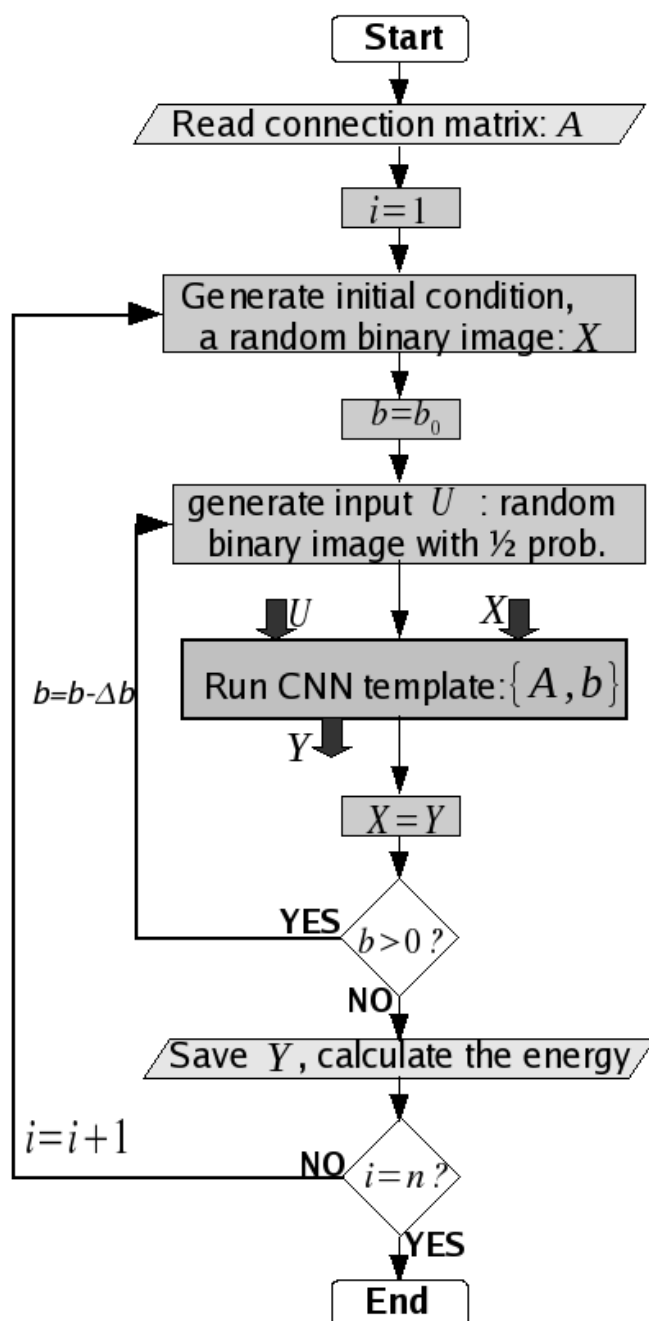 Start
Read connection matrix: A
i=1
Generate initial condition,
a random binary image: X
b=b₀
generate input U : random
binary image with ½ prob.
U
X
b=b-Δb
Run CNN template:{A,b}
Y
X=Y
YES
b>0?
NO
Save Y, calculate the energy
i=i+1
NO
i=n?
YES
End